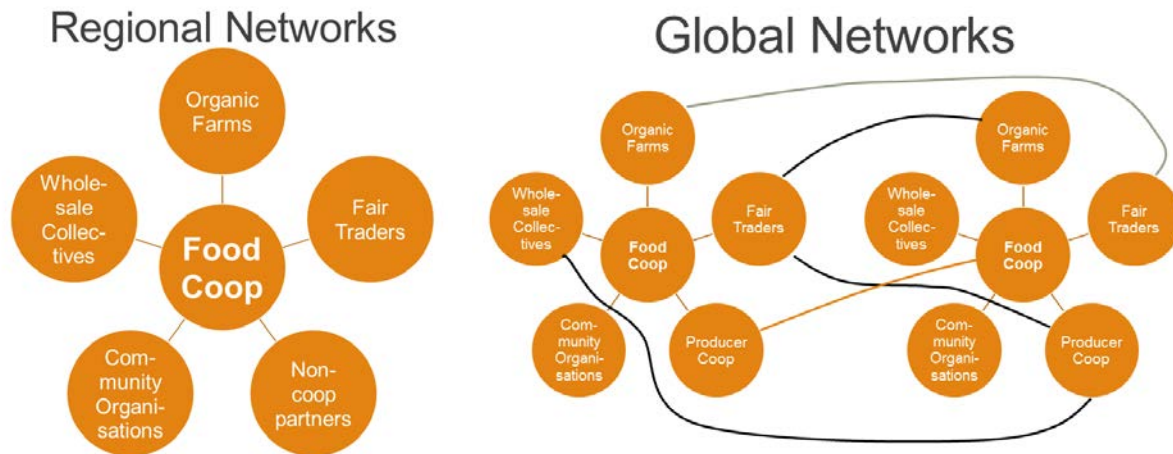 Regional Networks
Organic
Farms
Whole-
sale
Collec-
tives
Fair
Traders
Food
Coop
Com-
munity
Organi-
sations
Non-
coop
partners
Global Networks
Organic
Farms
Whole-
sale
Collec-
tives
Fair
Traders
Food
Coop
Com-
munity
Organi-
sations
Producer
Coop
Organic
Farms
Whole-
sale
Collec-
tives
Fair
Traders
Food
Coop
Com-
munity
Organi-
sations
Producer
Coop